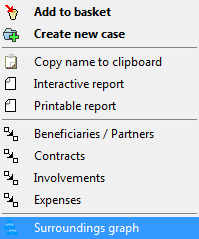 Add to basket
Create new case
Copy name to clipboard
Interactive report
Printable report
Beneficiaries / Partners
Contracts
Involvements
Expenses
Surroundings graph